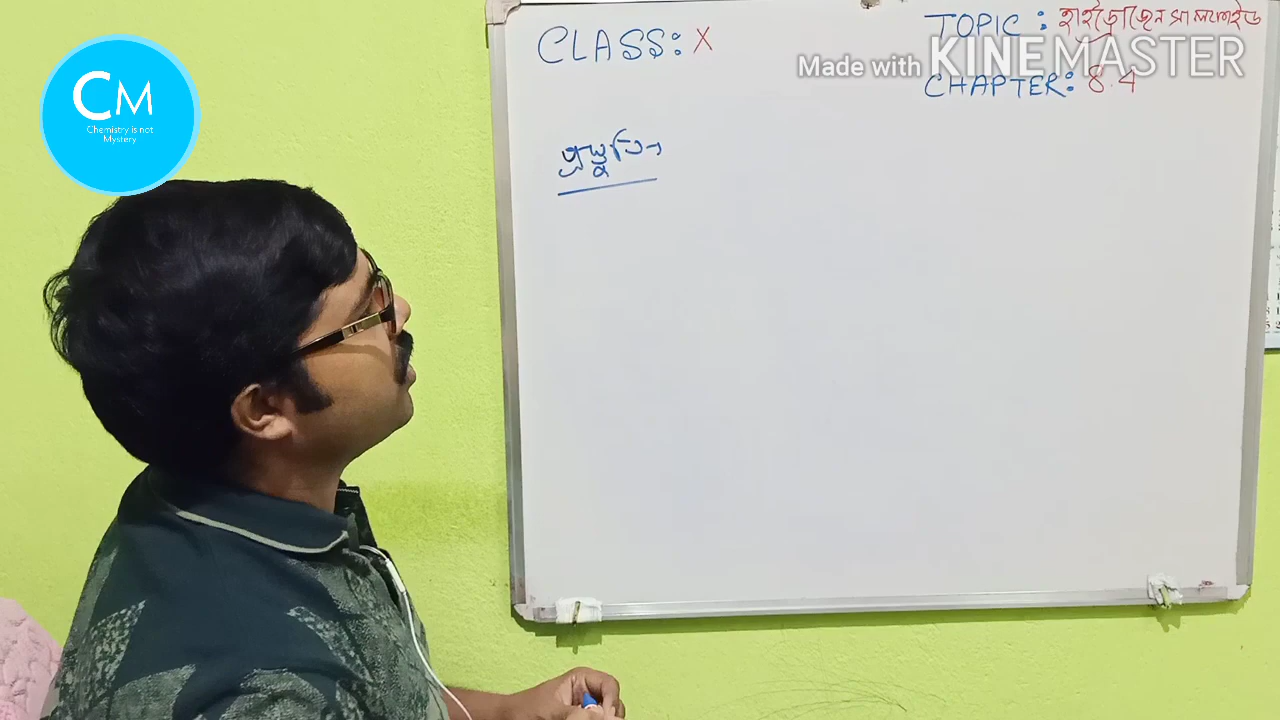 CM
Chemistry is not
Mystery
CLASS: X
TOPIC : হাইড্রোজেন সালফাইড
Made with KINEMASTER
CHAPTER: 8.4
প্রস্তুতি→